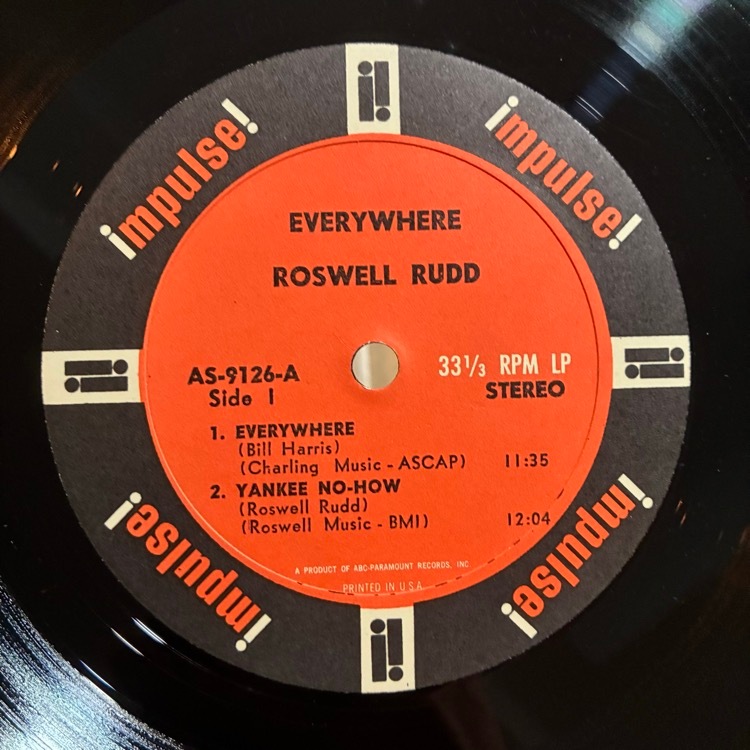 impulse!
impulse!
EVERYWHERE
ROSWELL RUDD
AS-9126-A
Side 1
33⅓ RPM LP
STEREO
1. EVERYWHERE
(Bill Harris)
(Charling Music - ASCAP) 11:35
2. YANKEE NO-HOW
(Roswell Rudd)
(Roswell Music - BMI) 12:04
A PRODUCT OF ABC-PARAMOUNT RECORDS, INC
PRINTED IN U.S.A.
impulse!
impulse!